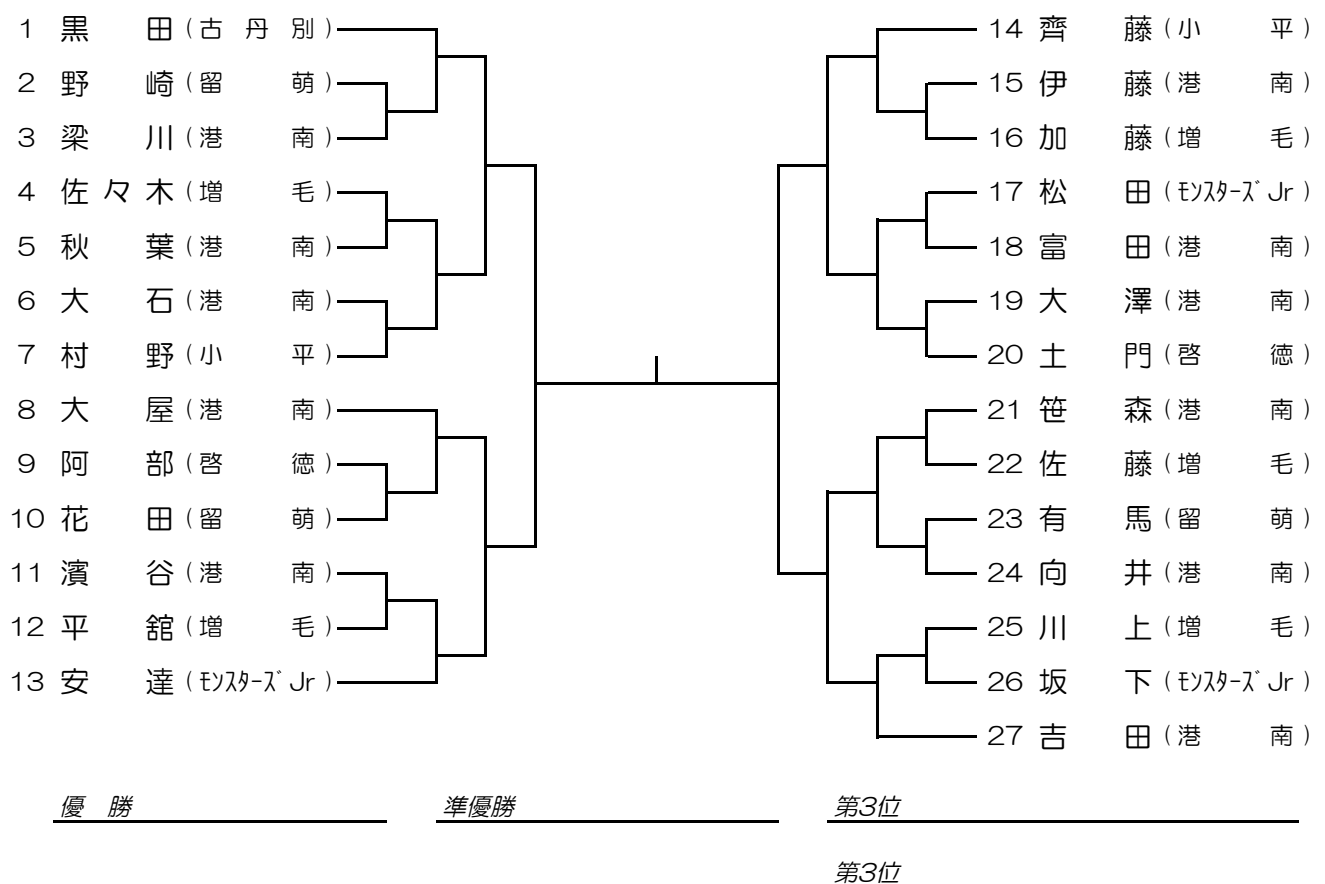 1 黒田(古丹別)
2 野崎(留萌)
3 梁川(港南)
4 佐々木(増毛)
5 秋葉(港南)
6 大石(港南)
7 村野(小平)
8 大屋(港南)
9 阿部(啓徳)
10 花田(留萌)
11 濱谷(港南)
12 平舘(増毛)
13 安達(ﾓﾝｽﾀｰｽﾞJr)
14 齊藤(小平)
15 伊藤(港南)
16 加藤(増毛)
17 松田(ﾓﾝｽﾀｰｽﾞJr)
18 富田(港南)
19 大澤(港南)
20 土門(啓徳)
21 笹森(港南)
22 佐藤(増毛)
23 有馬(留萌)
24 向井(港南)
25 川上(増毛)
26 坂下(ﾓﾝｽﾀｰｽﾞJr)
27 吉田(港南)
優勝
準優勝
第3位
第3位